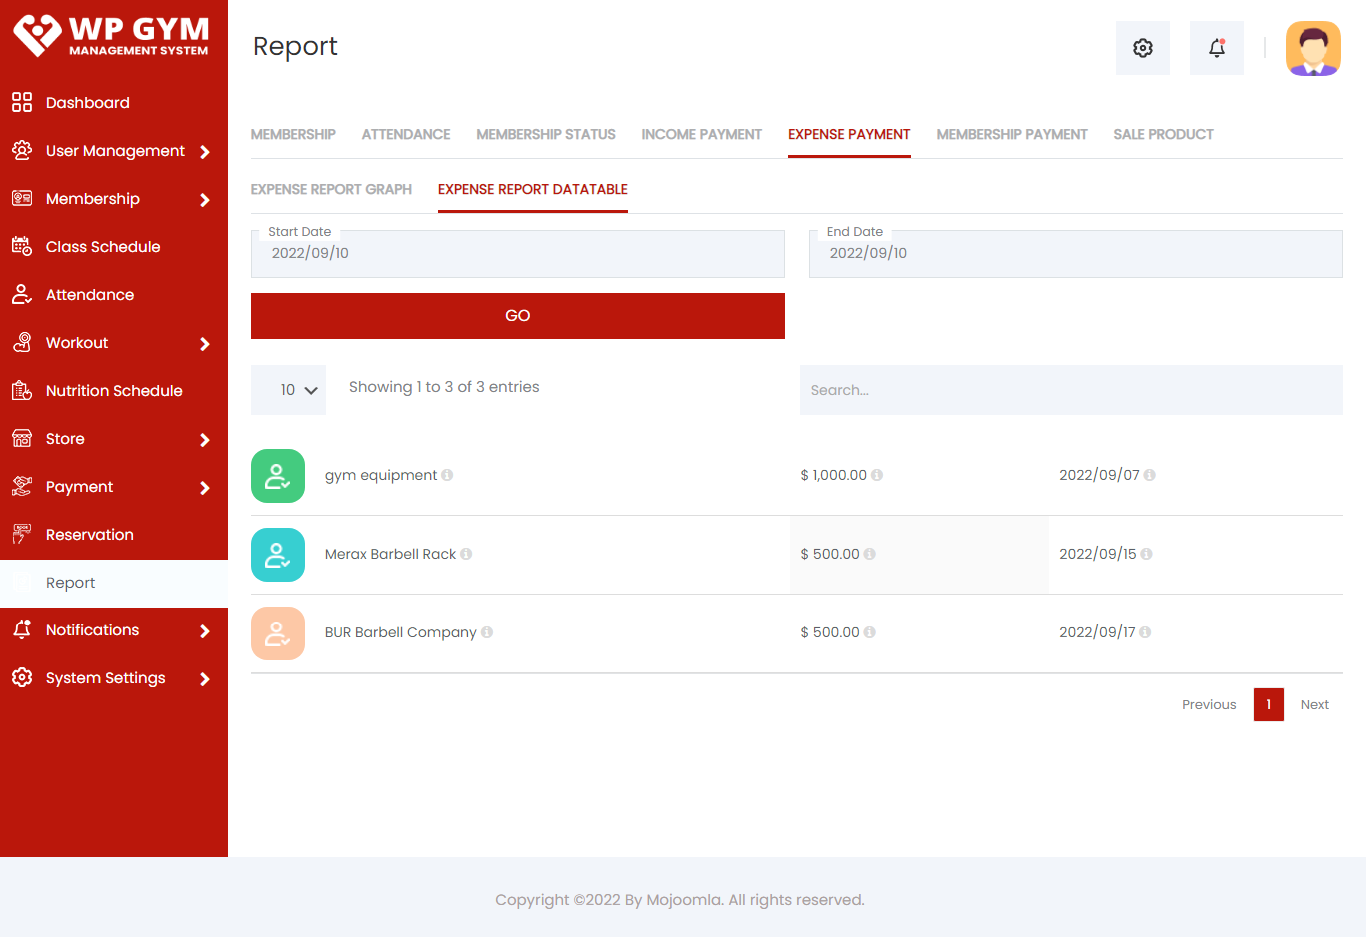 WP GYM
MANAGEMENT SYSTEM
Dashboard
User Management
Membership
Class Schedule
Attendance
Workout
Nutrition Schedule
Store
Payment
Reservation
Report
Notifications
System Settings
Report
MEMBERSHIP ATTENDANCE MEMBERSHIP STATUS INCOME PAYMENT EXPENSE PAYMENT MEMBERSHIP PAYMENT SALE PRODUCT
EXPENSE REPORT GRAPH EXPENSE REPORT DATATABLE
Start Date End Date
2022/09/10 2022/09/10
GO
10 Showing 1 to 3 of 3 entries Search...
gym equipment $ 1,000.00 2022/09/07
Merax Barbell Rack $ 500.00 2022/09/15
BUR Barbell Company $ 500.00 2022/09/17
Previous 1 Next
Copyright ©2022 By Mojoomla. All rights reserved.